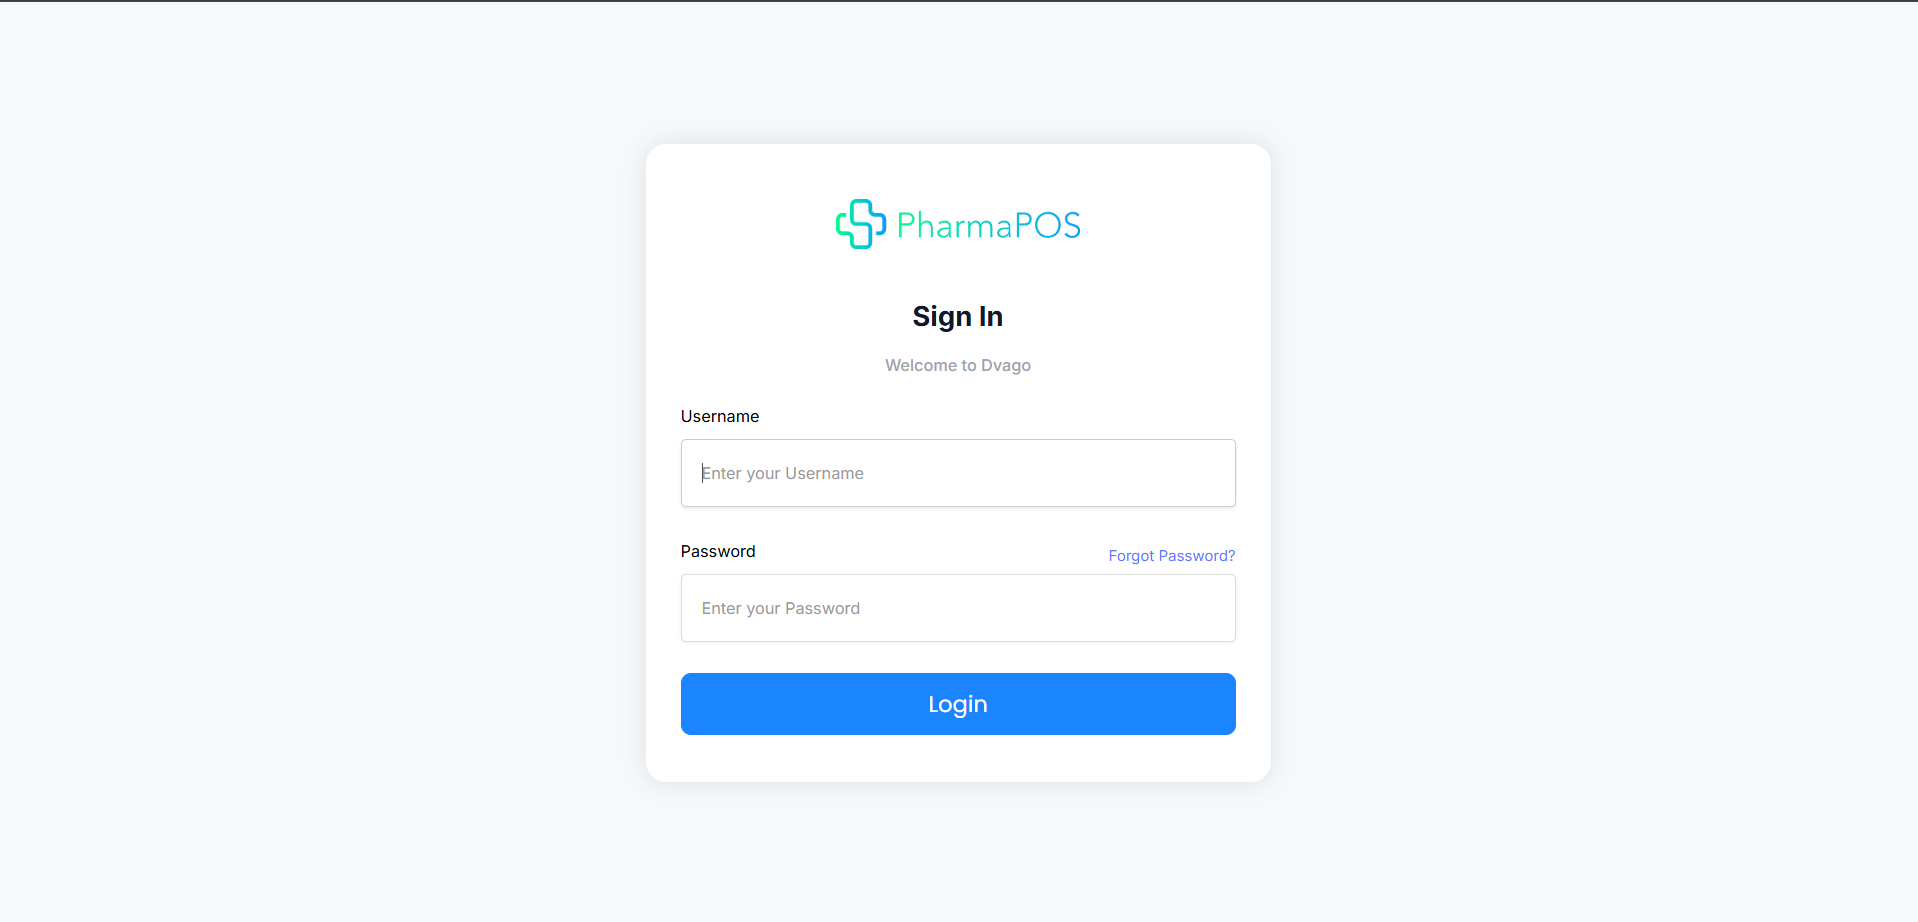 PharmaPOS
Sign In
Welcome to Dvago
Username
Enter your Username
Password
Forgot Password?
Enter your Password
Login